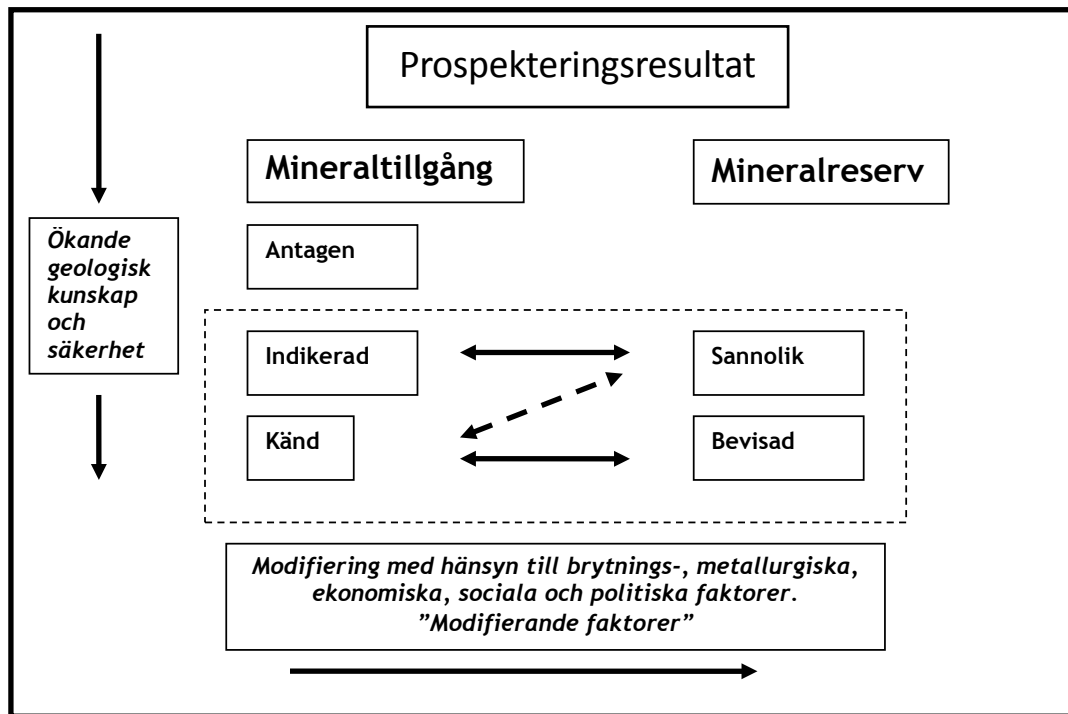 Prospekteringsresultat
Mineraltillgång
Mineralreserv
Ökande
geologisk
kunskap
och
säkerhet
Antagen
Indikerad
Sannolik
Känd
Bevisad
Modifiering med hänsyn till brytnings-, metallurgiska,
ekonomiska, sociala och politiska faktorer.
”Modifierande faktorer”